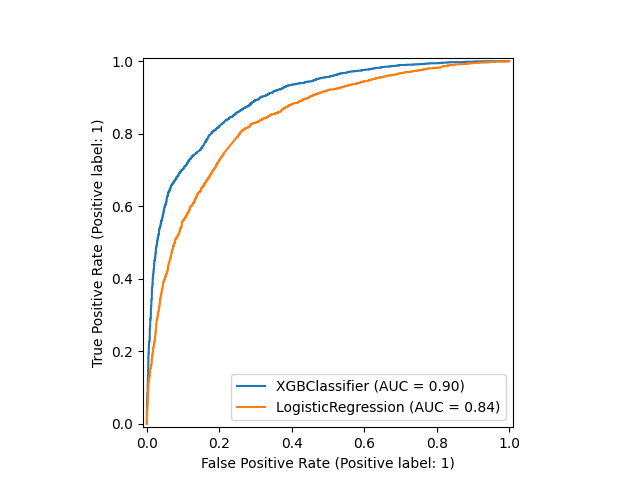 1.0
0.8
0.6
0.4
0.2
0.0
True Positive Rate (Positive label: 1)
XGBClassifier (AUC = 0.90)
LogisticRegression (AUC = 0.84)
0.0 0.2 0.4 0.6 0.8 1.0
False Positive Rate (Positive label: 1)